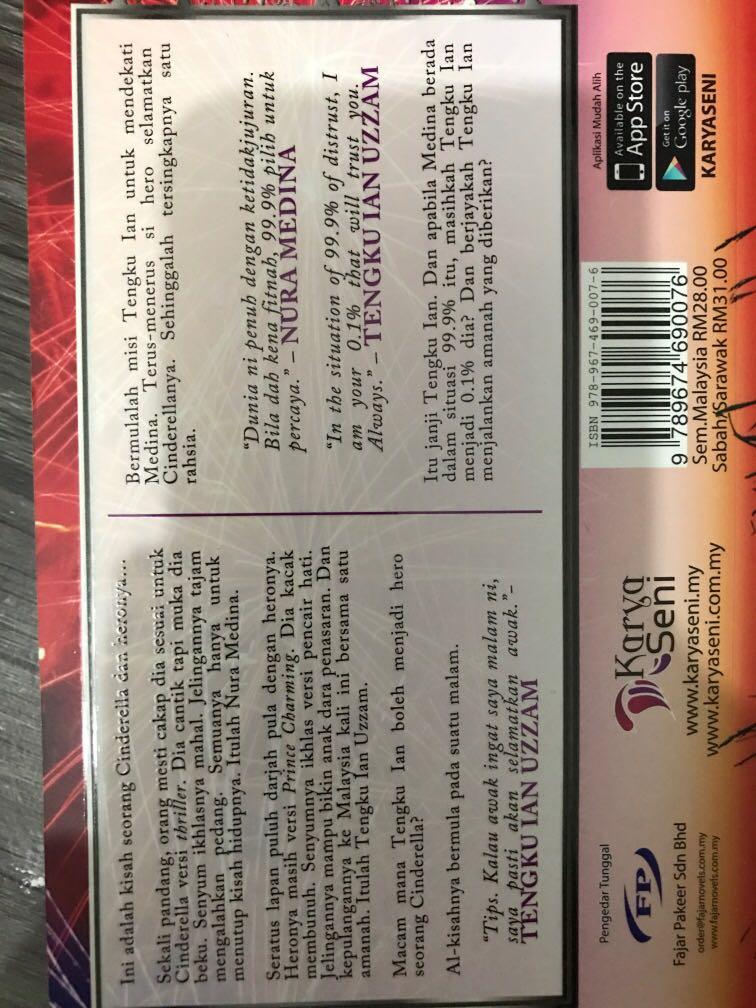 Ini adalah kisah seorang Cinderella dan heronya...
Sekali pandang, orang mesti cakap dia sesuai untuk
Cinderella versi thriller. Dia cantik tapi muka dia
beku. Senyum ikhlasnya mahal. Jelingannya tajam
mengalahkan pedang. Semuanya hanya untuk
menutup kisah hidupnya. Itulah Nura Medina.
Seratus lapan puluh darjah pula dengan heronya.
Heronya masih versi Prince Charming. Dia kacak
membunuh. Senyumnya ikhlas versi pencair hati.
Jelingannya mampu bikin anak dara penasaran. Dan
kepulangannya ke Malaysia kali ini bersama satu
amanah. Itulah Tengku Ian Uzzam.
Macam mana Tengku Ian boleh menjadi hero
seorang Cinderella?
Al-kisahnya bermula pada suatu malam.
“Tips. Kalau awak ingat saya malam ni,
saya pasti akan selamatkan awak.”–
TENGKU IAN UZZAM
Bermulalah misi Tengku Ian untuk mendekati
Medina. Terus-menerus si hero selamatkan
Cinderellanya. Sehinggalah tersingkapnya satu
rahsia.
“Dunia ni penuh dengan ketidakjujuran.
Bila dah kena fitnah, 99.9% pilih untuk
percaya.” – NURA MEDINA
“In the situation of 99.9% of distrust, I
am your 0.1% that will trust you.
Always.” – TENGKU IAN UZZAM
Itu janji Tengku Ian. Dan apabila Medina berada
dalam situasi 99.9% itu, masihkah Tengku Ian
menjadi 0.1% dia? Dan berjayakah Tengku Ian
menjalankan amanah yang diberikan?
Pengedar Tunggal
FP
Fajar Pakeer Sdn Bhd
order@fajarnovels.com.my
www.fajarnovels.com.my
Karya
Seni
www.karyaseni.my
www.karyaseni.com.my
ISBN 978-967-469-007-6
9 789674 690076
Sem.Malaysia RM28.00
Sabah/Sarawak RM31.00
Aplikasi Mudah Alih
Available on the
App Store
Get it on
Google play
KARYASENI